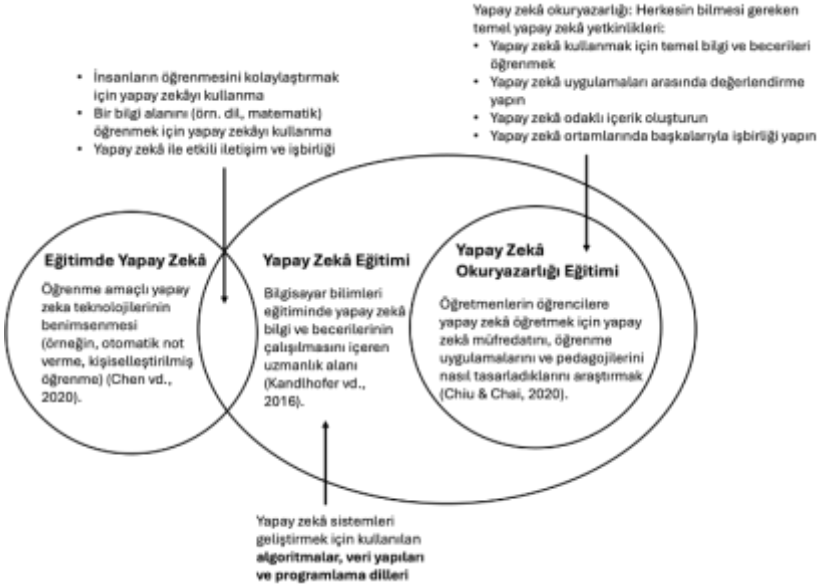 Yapay zekâ okuryazarlığı: Herkesin bilmesi gereken
temel yapay zekâ yetkinlikleri:
• Yapay zekâ kullanmak için temel bilgi ve becerileri
öğrenmek
• Yapay zekâ uygulamaları arasında değerlendirme
yapın
• Yapay zekâ odaklı içerik oluşturun
• Yapay zekâ ortamlarında başkalarıyla işbirliği yapın
• İnsanların öğrenmesini kolaylaştırmak
için yapay zekâyı kullanma
• Bir bilgi alanını (örn. dil, matematik)
öğrenmek için yapay zekâyı kullanma
• Yapay zekâ ile etkili iletişim ve işbirliği
Eğitimde Yapay Zekâ
Öğrenme amaçlı yapay
zeka teknolojilerinin
benimsenmesi
(örneğin, otomatik not
verme, kişiselleştirilmiş
öğrenme) (Chen vd.,
2020).
Yapay Zekâ Eğitimi
Bilgisayar bilimleri
eğitiminde yapay zekâ
bilgi ve becerilerinin
çalışılmasını içeren
uzmanlık alanı
(Kandlhofer vd.,
2016).
Yapay Zekâ
Okuryazarlığı Eğitimi
Öğretmenlerin öğrencilere
yapay zekâ öğretmek için yapay
zekâ müfredatını, öğrenme
uygulamalarını ve pedagojilerini
nasıl tasarladıklarını araştırmak
(Chiu & Chai, 2020).
Yapay zekâ sistemleri
geliştirmek için kullanılan
algoritmalar, veri yapıları
ve programlama dilleri